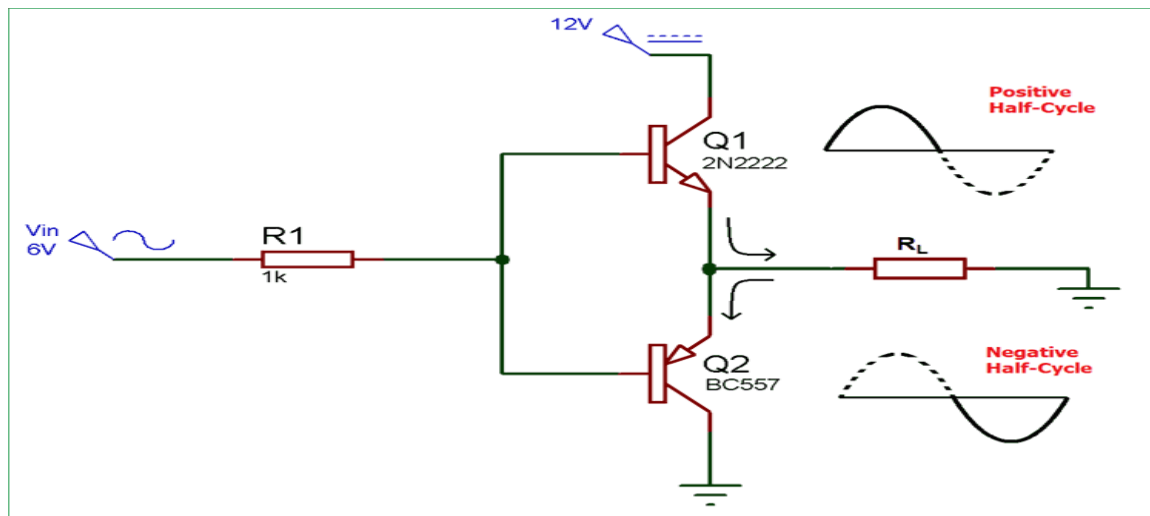 12V
Positive
Half-Cycle
Q1
2N2222
Vin
6V
R1
1k
RL
Q2
BC557
Negative
Half-Cycle